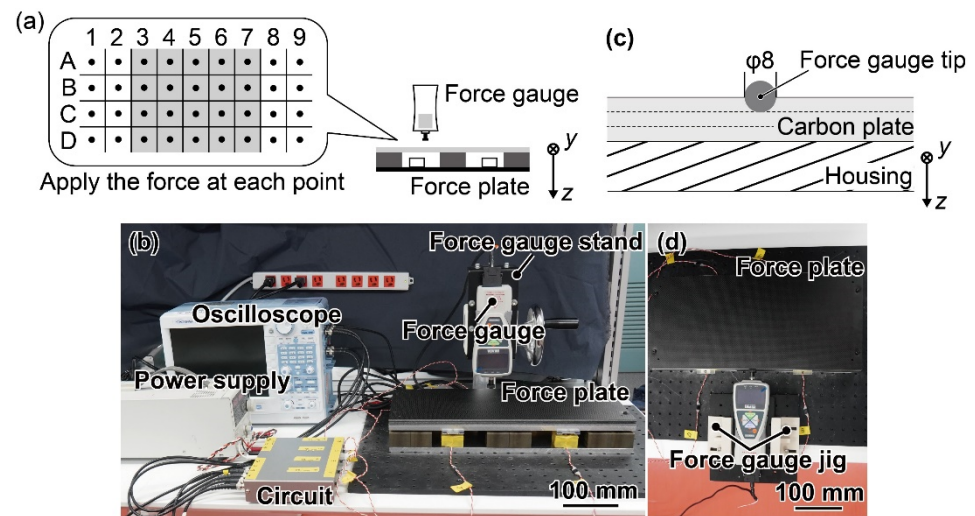 (a)
1 2 3 4 5 6 7 8 9
A
B
C
D
Apply the force at each point
Force gauge
Force plate
y
z
(c)
φ8
Force gauge tip
Carbon plate
Housing
y
z
(b)
Force gauge stand
Oscilloscope
Force gauge
Power supply
Force plate
Circuit
100 mm
(d)
Force plate
Force gauge jig
100 mm